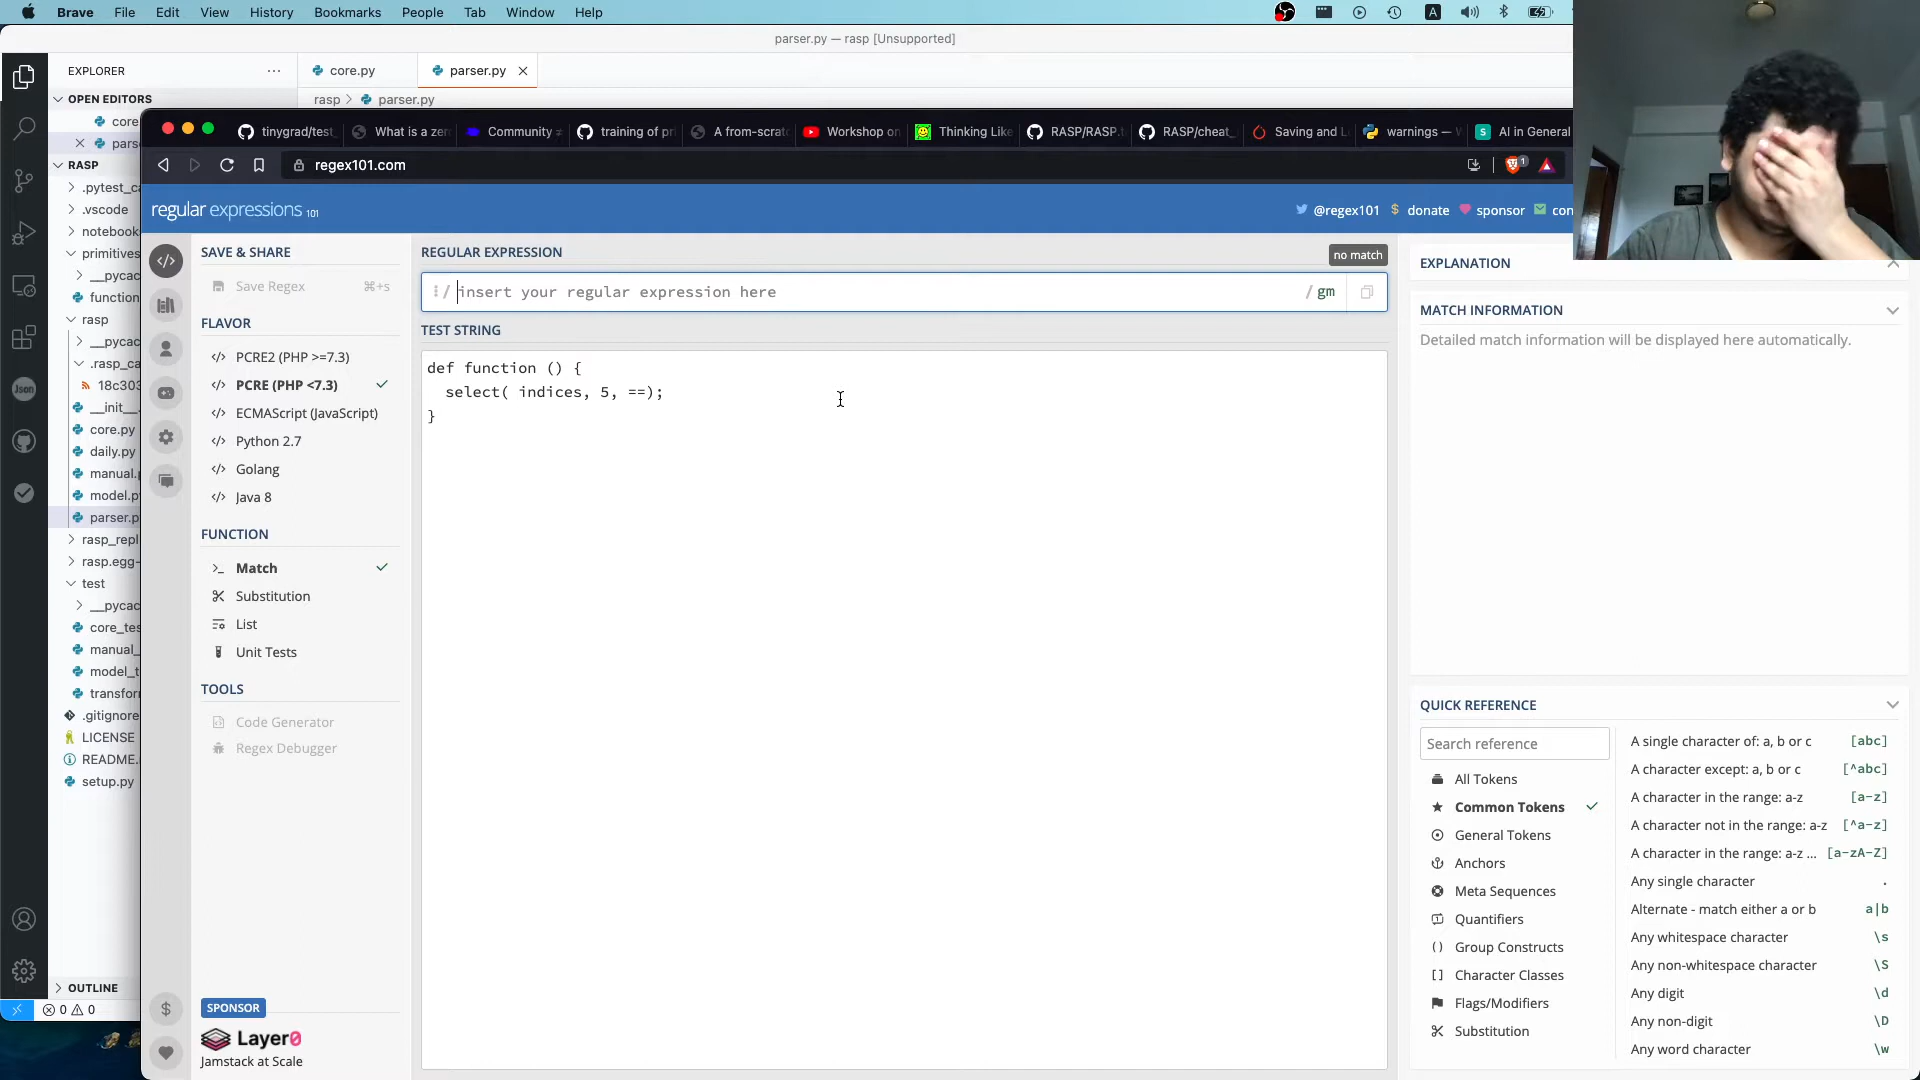 Brave File Edit View History Bookmarks People Tab Window Help
A
parser.py — rasp [Unsupported]
EXPLORER
core.py
parser.py
OPEN EDITORS
rasp
parser.py
core
parse
RASP
.pytest_ca
.vscode
notebook
primitives
__pycac
function
rasp
__pycac
.rasp_ca
18c303
__init__.
core.py
daily.py
manual.p
model.py
parser.p
rasp_repl
rasp.egg-
test
__pycac
core_tes
manual_
model_t
transfor
.gitignore
LICENSE
README.
setup.py
OUTLINE
0 0
Json
tinygrad/test_
What is a zer
Community
training of pr
A from-scrat
Workshop on
Thinking Like
RASP/RASP.
RASP/cheat_
Saving and L
warnings —
AI in General
regex101.com
1
regular expressions 101
@regex101
$ donate
sponsor
con
SAVE & SHARE
Save Regex ⌘+s
FLAVOR
</> PCRE2 (PHP >=7.3)
</> PCRE (PHP <7.3)
</> ECMAScript (JavaScript)
</> Python 2.7
</> Golang
</> Java 8
FUNCTION
Match
Substitution
List
Unit Tests
TOOLS
Code Generator
Regex Debugger
SPONSOR
Layer0
Jamstack at Scale
REGULAR EXPRESSION
no match
/ insert your regular expression here / gm
TEST STRING
def function () {
select( indices, 5, ==);
}
EXPLANATION
MATCH INFORMATION
Detailed match information will be displayed here automatically.
QUICK REFERENCE
Search reference
All Tokens
Common Tokens
General Tokens
Anchors
Meta Sequences
Quantifiers
Group Constructs
Character Classes
Flags/Modifiers
Substitution
A single character of: a, b or c [abc]
A character except: a, b or c [^abc]
A character in the range: a-z [a-z]
A character not in the range: a-z [^a-z]
A character in the range: a-z ... [a-zA-Z]
Any single character .
Alternate - match either a or b a|b
Any whitespace character \s
Any non-whitespace character \S
Any digit \d
Any non-digit \D
Any word character \w